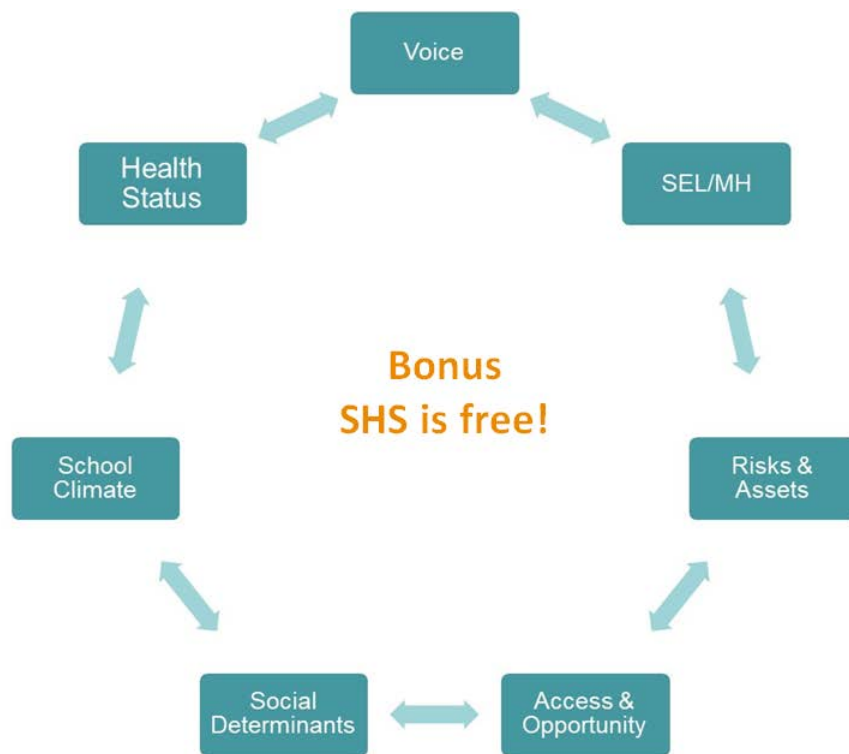 Voice
Health
Status
SEL/MH
Bonus
SHS is free!
School
Climate
Risks &
Assets
Social
Determinants
Access &
Opportunity